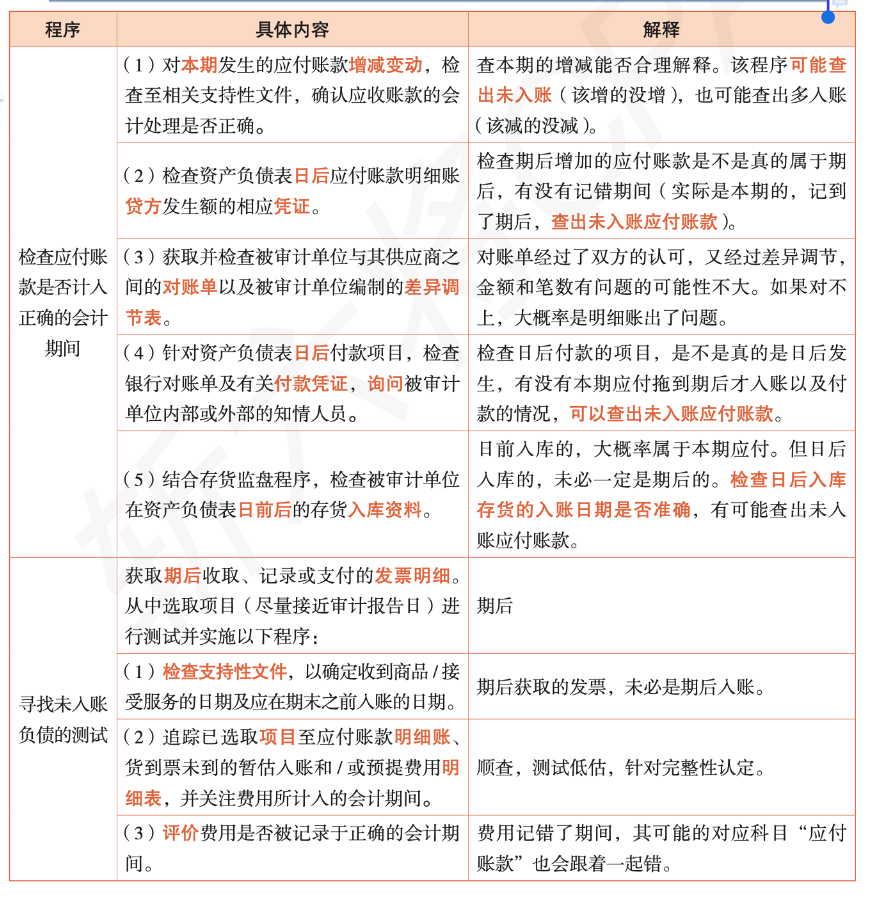 程序
具体内容
解释
检查应付账
款是否计入
正确的会计
期间
（1）对本期发生的应付账款增减变动，检
查至相关支持性文件，确认应收账款的会
计处理是否正确。
查本期的增减能否合理解释。该程序可能查
出未入账（该增的没增），也可能查出多入账
（该减的没减）。
（2）检查资产负债表日后应付账款明细账
贷方发生额的相应凭证。
检查期后增加的应付账款是不是真的属于期
后，有没有记错期间（实际是本期的，记到
了期后，查出未入账应付账款）。
（3）获取并检查被审计单位与其供应商之
间的对账单以及被审计单位编制的差异调
节表。
对账单经过了双方的认可，又经过差异调节，
金额和笔数有问题的可能性不大。如果对不
上，大概率是明细账出了问题。
（4）针对资产负债表日后付款项目，检查
银行对账单及有关付款凭证，询问被审计
单位内部或外部的知情人员。
检查日后付款的项目，是不是真的是日后发
生，有没有本期应付拖到期后才入账以及付
款的情况，可以查出未入账应付账款。
（5）结合存货监盘程序，检查被审计单位
在资产负债表日前后的存货入库资料。
日前入库的，大概率属于本期应付。但日后
入库的，未必一定是期后的。检查日后入库
存货的入账日期是否准确，有可能查出未入
账应付账款。
寻找未入账
负债的测试
获取期后收取、记录或支付的发票明细。
从中选取项目（尽量接近审计报告日）进
行测试并实施以下程序：
期后
（1）检查支持性文件，以确定收到商品/接
受服务的日期及应在期末之前入账的日期。
期后获取的发票，未必是期后入账。
（2）追踪已选取项目至应付账款明细账、
货到票未到的暂估入账和/或预提费用明
细表，并关注费用所计入的会计期间。
顺查，测试低估，针对完整性认定。
（3）评价费用是否被记录于正确的会计期
间。
费用记错了期间，其可能的对应科目“应付
账款”也会跟着一起错。